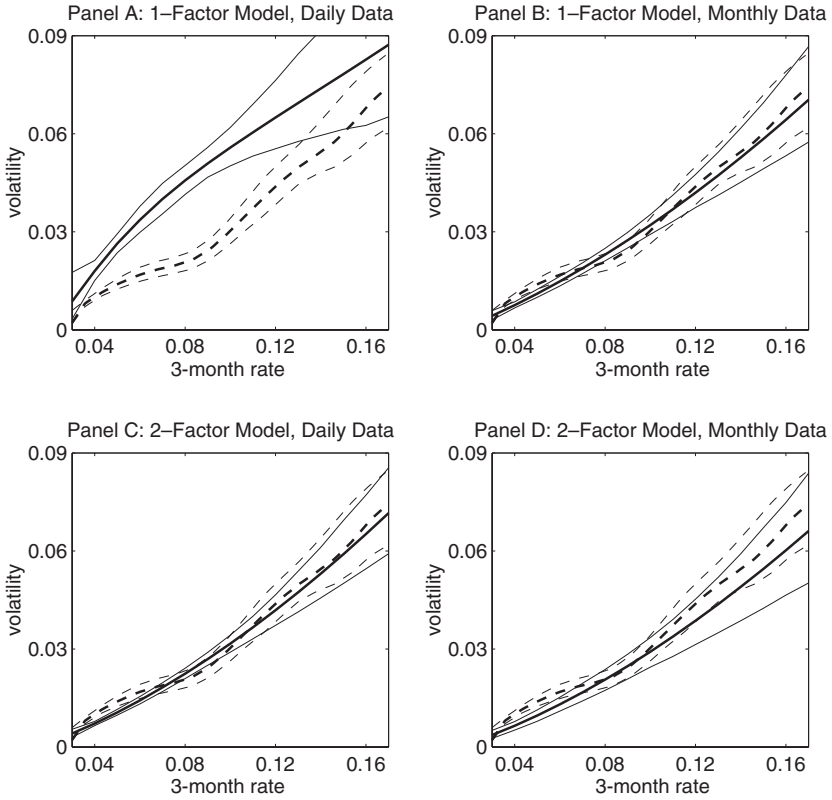 Panel A: 1–Factor Model, Daily Data
0.09
0.06
0.03
0
volatility
0.04 0.08 0.12 0.16
3-month rate
Panel B: 1–Factor Model, Monthly Data
0.09
0.06
0.03
0
volatility
0.04 0.08 0.12 0.16
3-month rate
Panel C: 2–Factor Model, Daily Data
0.09
0.06
0.03
0
volatility
0.04 0.08 0.12 0.16
3-month rate
Panel D: 2–Factor Model, Monthly Data
0.09
0.06
0.03
0
volatility
0.04 0.08 0.12 0.16
3-month rate